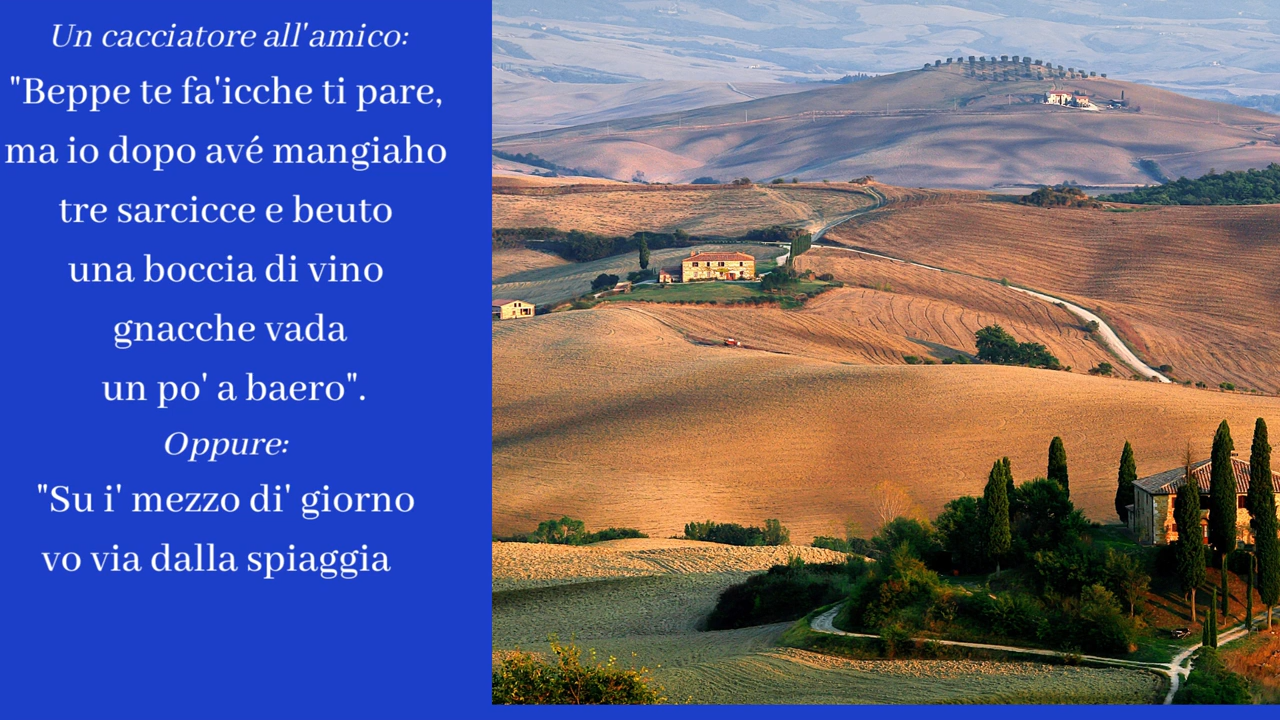 Un cacciatore all'amico:
"Beppe te fa'icche ti pare,
ma io dopo avé mangiaho
tre sarcicce e beuto
una boccia di vino
gnacche vada
un po' a baero".
Oppure:
"Su i' mezzo di' giorno
vo via dalla spiaggia